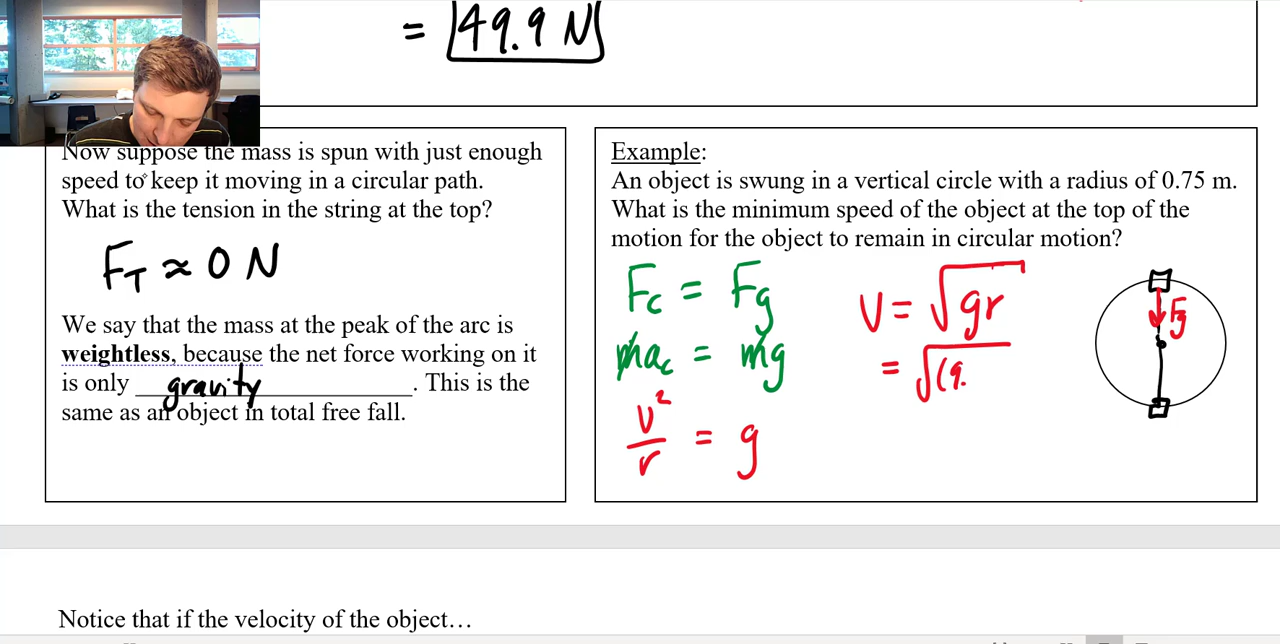 = 49.9 N
Now suppose the mass is spun with just enough
speed to keep it moving in a circular path.
What is the tension in the string at the top?
F_T ≈ 0 N
We say that the mass at the peak of the arc is
weightless, because the net force working on it
is only gravity. This is the
same as an object in total free fall.
Example:
An object is swung in a vertical circle with a radius of 0.75 m.
What is the minimum speed of the object at the top of the
motion for the object to remain in circular motion?
Fc = Fg
mac = mg
v²/r = g
v = √gr
= √(9.
Fg
Notice that if the velocity of the object…